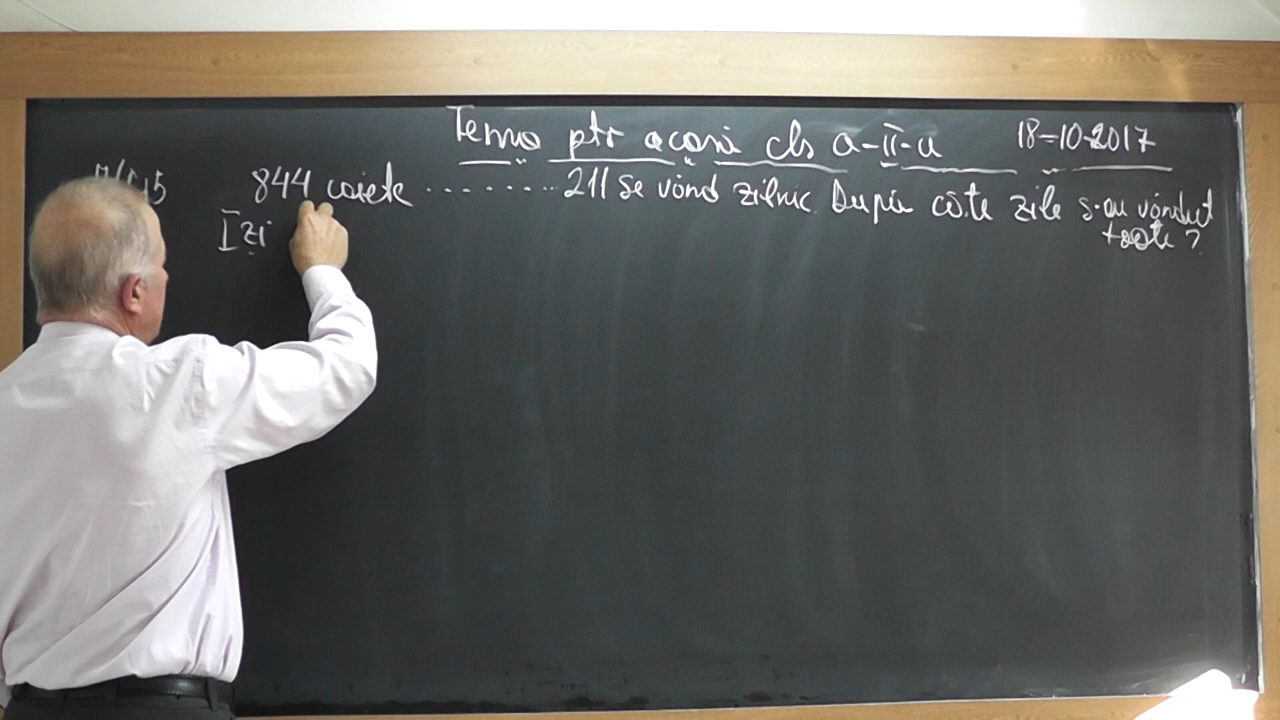 Tema ptr acasă cls a-II-a 18-10-2017
844 caiete ........ 211 se vând zilnic. După câte zile s-au vândut
toate ?
I zi